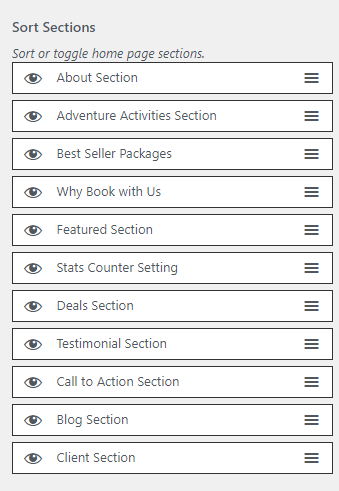 Sort Sections
Sort or toggle home page sections.
About Section
Adventure Activities Section
Best Seller Packages
Why Book with Us
Featured Section
Stats Counter Setting
Deals Section
Testimonial Section
Call to Action Section
Blog Section
Client Section